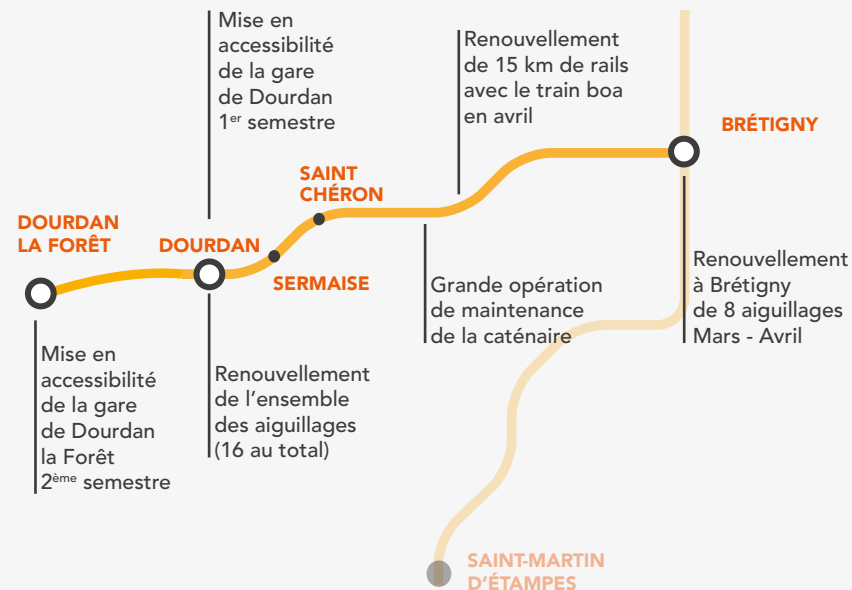 Mise en
accessibilité
de la gare
de Dourdan
1er semestre
Renouvellement
de 15 km de rails
avec le train boa
en avril
BRÉTIGNY
SAINT
CHÉRON
DOURDAN
LA FORÊT
DOURDAN
SERMAISE
Grande opération
de maintenance
de la caténaire
Renouvellement
à Brétigny
de 8 aiguillages
Mars - Avril
Mise en
accessibilité
de la gare
de Dourdan
la Forêt
2ème semestre
Renouvellement
de l’ensemble
des aiguillages
(16 au total)
SAINT-MARTIN
D’ÉTAMPES